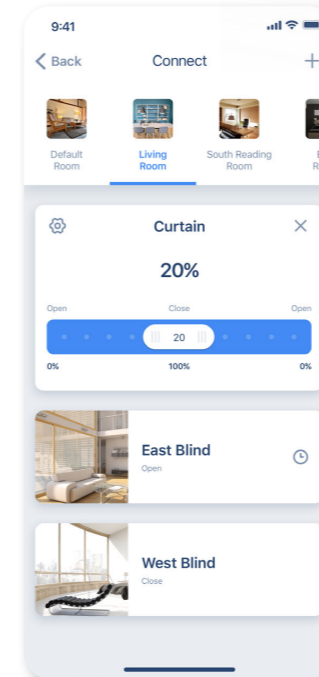 9:41
Back
Connect
Default
Room
Living
Room
South Reading
Room
Curtain
20%
Open
Close
Open
20
0%
100%
0%
East Blind
Open
West Blind
Close